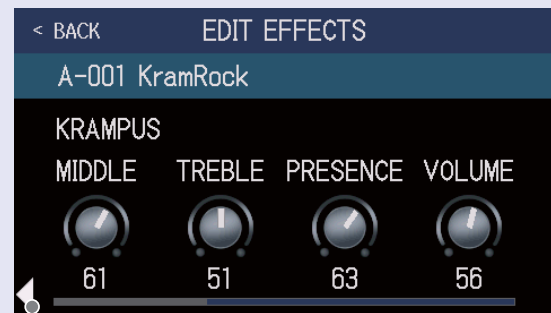 < BACK EDIT EFFECTS
A-001 KramRock
KRAMPUS
MIDDLE TREBLE PRESENCE VOLUME
61 51 63 56